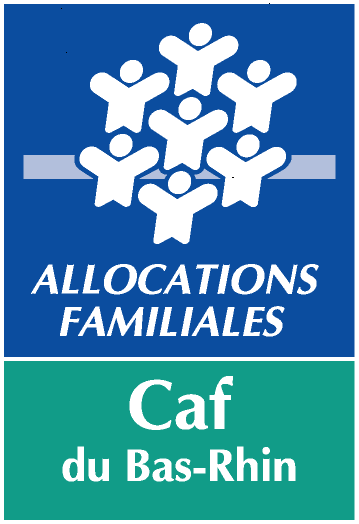 ALLOCATIONS
FAMILIALES
Caf
du Bas-Rhin